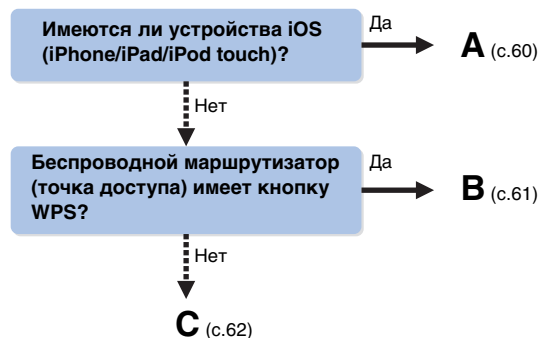 Имеются ли устройства iOS
(iPhone/iPad/iPod touch)?
Да
A (с.60)
Нет
Беспроводной маршрутизатор
(точка доступа) имеет кнопку
WPS?
Да
B (с.61)
Нет
C (с.62)